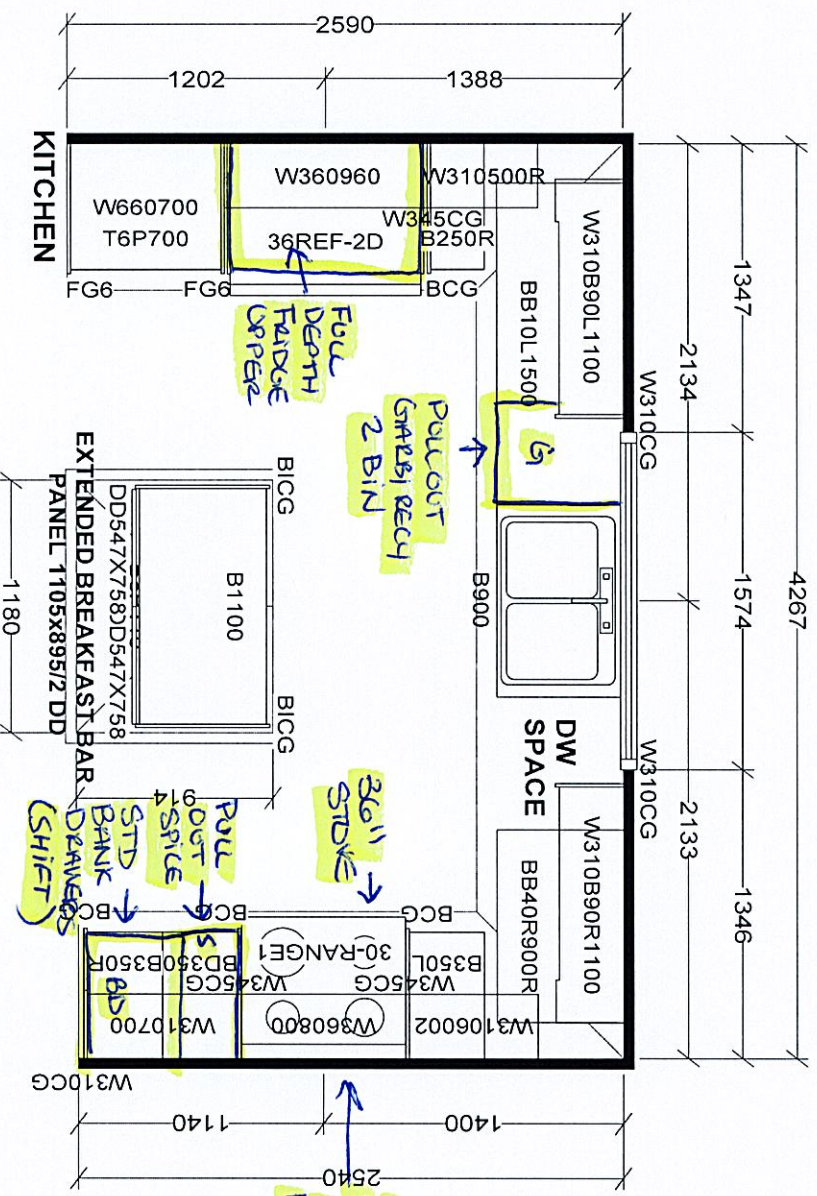 KITCHEN
2590
1202
1388
W660700
T6P700
W360960
36REF-2D
W310500R
W345CG
B250R
FG6
FG6
BCG
FULL
DEPTH
FRIDGE
UPPER
W310B90L1100
BB10L1500
1347
2134
4267
W310CG
G
PULLOUT
GARB/RECY
2 BIN
B900
1574
DW
SPACE
W310CG
2133
1346
W310B90R1100
BB40R900R
BICG
BICG
B1100
DD547X758
DD547X758
EXTENDED BREAKFAST BAR
PANEL 1105x895/2 DD
1180
914
36"
STOVE
PULL
OUT
SPICE
STD
BANK
DRAWERS
(SHIFT)
BCG
BCG
BCG
30-RANGE1
B350L
W345CG
W345CG
BD350
B350R
S
BD
W310700
W360800
W3106002
W310CG
1140
1400
2540